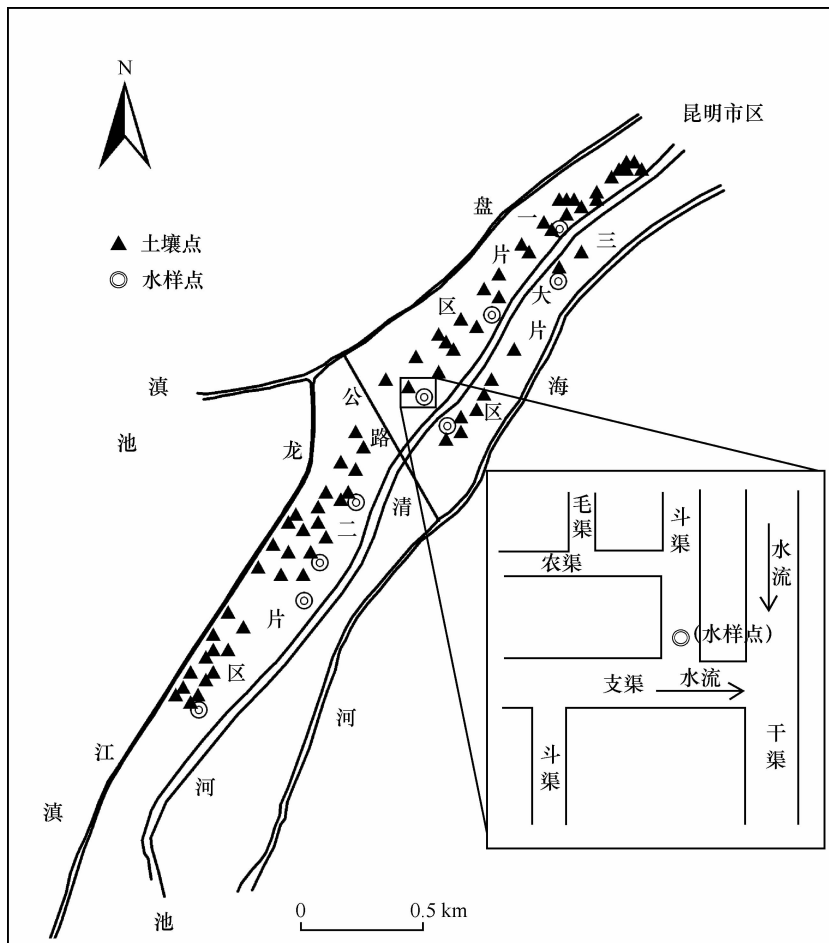 N
昆明市区
土壤点
水样点
盘龙江
一片区
二片区
三片区
大清河
海河
公路
滇池
滇池
毛渠
斗渠
水流
农渠
(水样点)
支渠
水流
斗渠
干渠
0
0.5 km